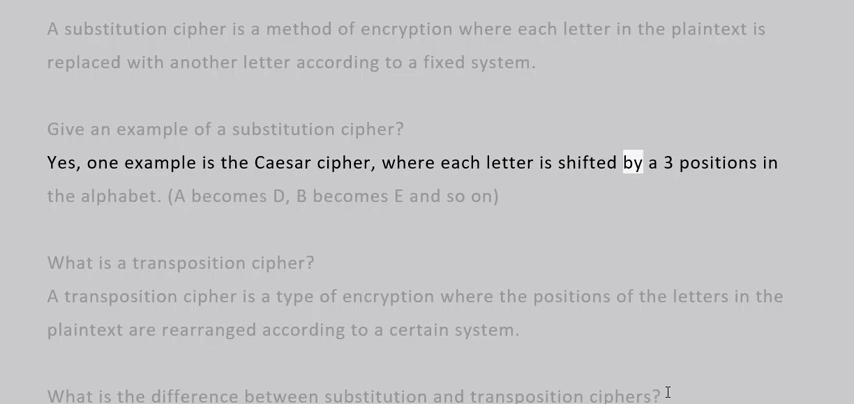 A substitution cipher is a method of encryption where each letter in the plaintext is
replaced with another letter according to a fixed system.
Give an example of a substitution cipher?
Yes, one example is the Caesar cipher, where each letter is shifted by a 3 positions in
the alphabet. (A becomes D, B becomes E and so on)
What is a transposition cipher?
A transposition cipher is a type of encryption where the positions of the letters in the
plaintext are rearranged according to a certain system.
What is the difference between substitution and transposition ciphers?